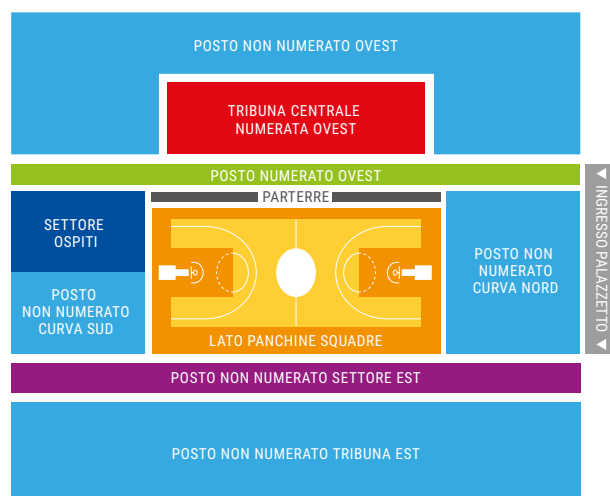 POSTO NON NUMERATO OVEST
TRIBUNA CENTRALE
NUMERATA OVEST
POSTO NUMERATO OVEST
PARTERRE
SETTORE
OSPITI
POSTO
NON NUMERATO
CURVA SUD
LATO PANCHINE SQUADRE
POSTO NON
NUMERATO
CURVA NORD
INGRESSO PALAZZETTO
POSTO NON NUMERATO SETTORE EST
POSTO NON NUMERATO TRIBUNA EST